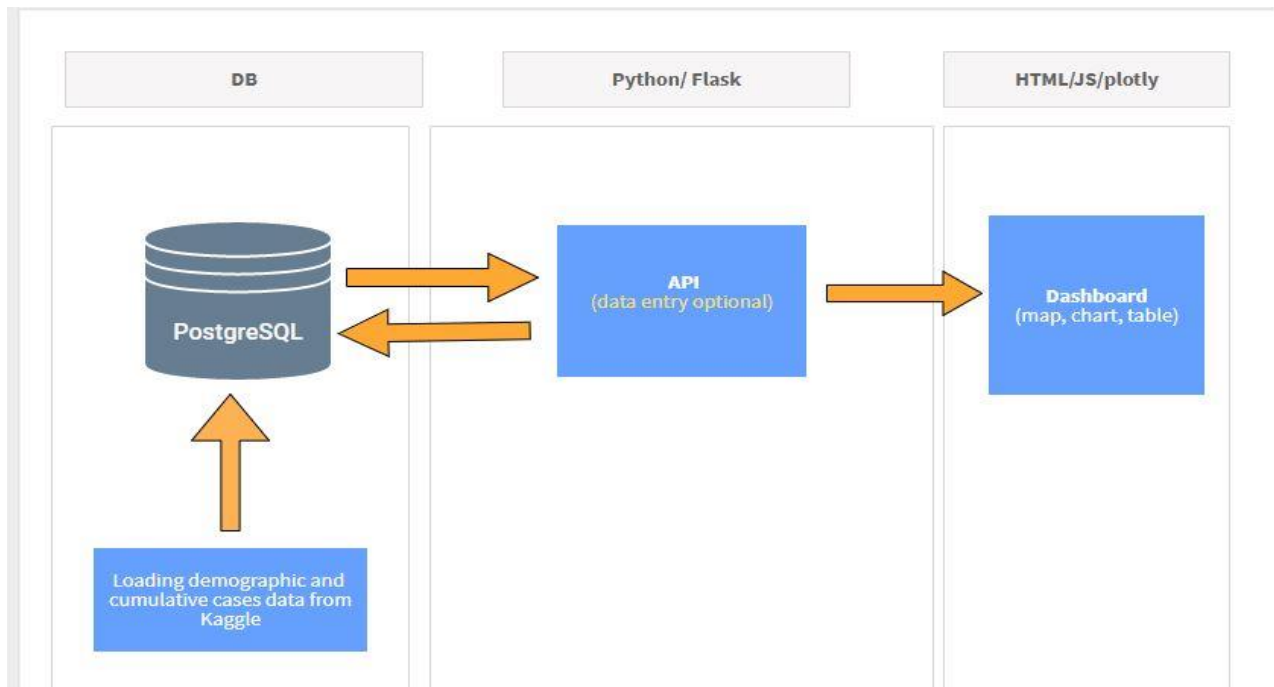 DB
Python/ Flask
HTML/JS/plotly
PostgreSQL
API
(data entry optional)
Dashboard
(map, chart, table)
Loading demographic and
cumulative cases data from
Kaggle